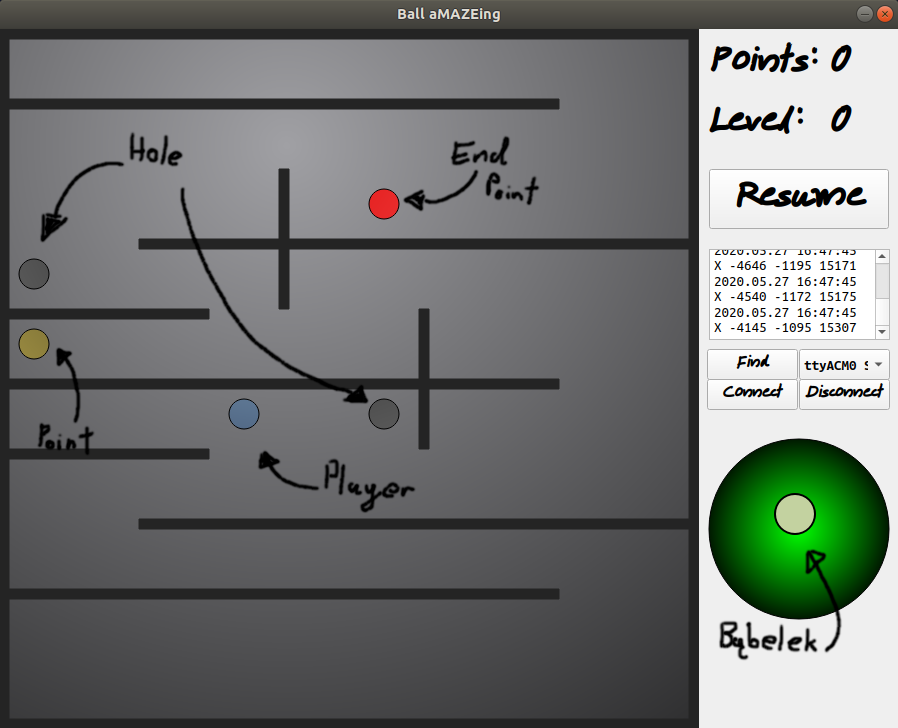 Ball aMAZEing
Points: 0
Level: 0
Resume
2020.05.27 16:47:45
X -4646 -1195 15171
2020.05.27 16:47:45
X -4540 -1172 15175
2020.05.27 16:47:45
X -4145 -1095 15307
Find
ttyACM0 S
Connect
Disconnect
Hole
End
Point
Point
Player
Bąbelek